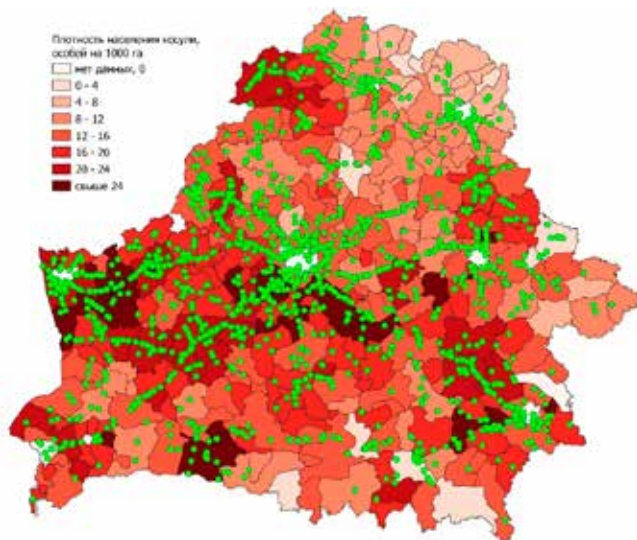 Плотность населения косули,
особей на 1000 га
нет данных, 0
0 - 4
4 - 8
8 - 12
12 - 16
16 - 20
20 - 24
свыше 24